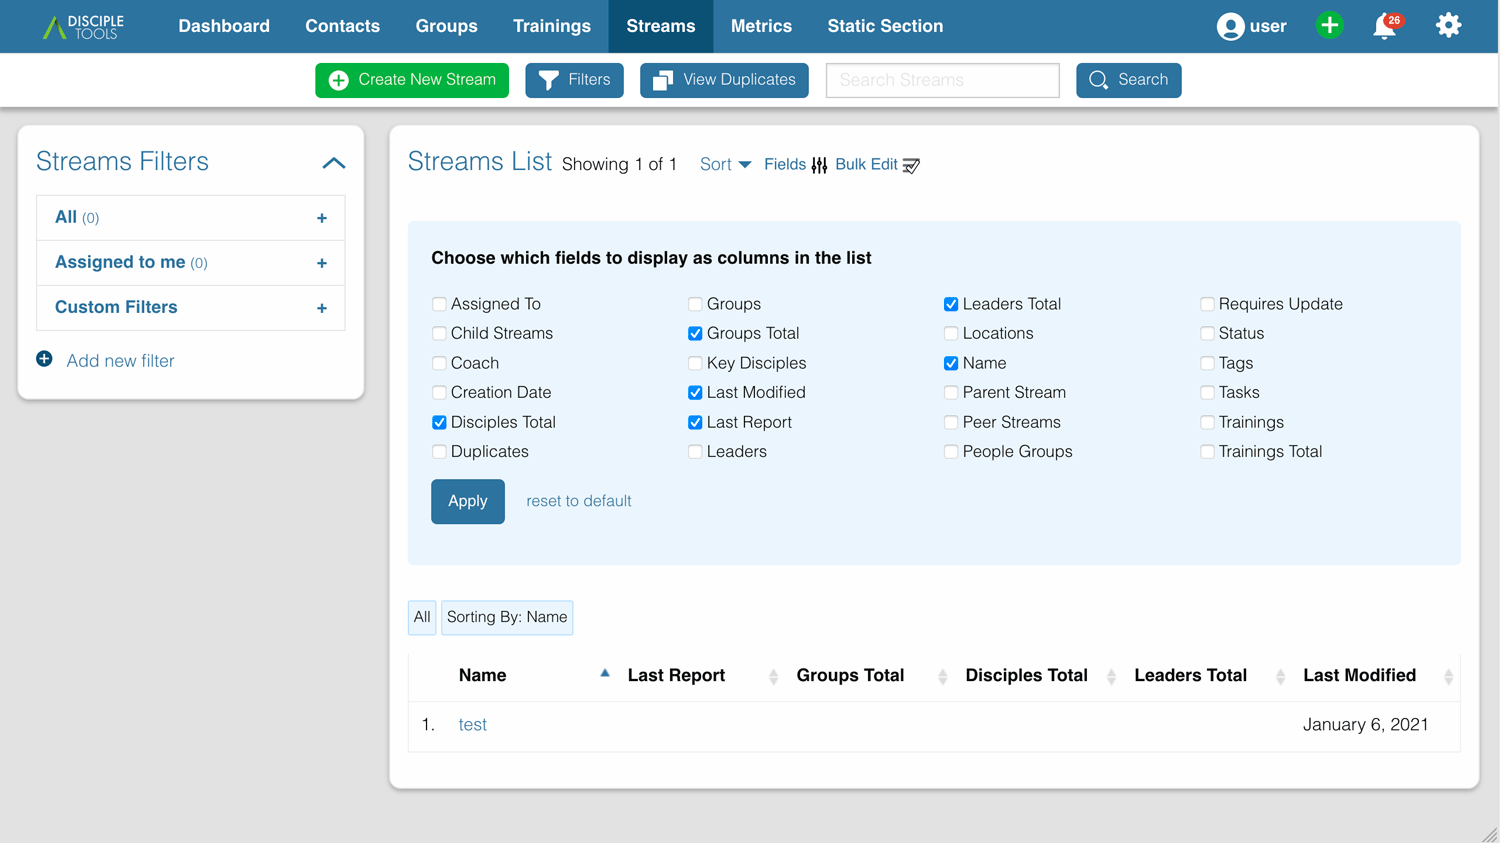 DISCIPLE
TOOLS
Dashboard Contacts Groups Trainings Streams Metrics Static Section user 26
Create New Stream Filters View Duplicates Search Streams Search
Streams Filters
All (0) +
Assigned to me (0) +
Custom Filters +
Add new filter
Streams List Showing 1 of 1 Sort Fields Bulk Edit
Choose which fields to display as columns in the list
Assigned To Groups Leaders Total Requires Update
Child Streams Groups Total Locations Status
Coach Key Disciples Name Tags
Creation Date Last Modified Parent Stream Tasks
Disciples Total Last Report Peer Streams Trainings
Duplicates Leaders People Groups Trainings Total
Apply reset to default
All Sorting By: Name
Name Last Report Groups Total Disciples Total Leaders Total Last Modified
1. test January 6, 2021